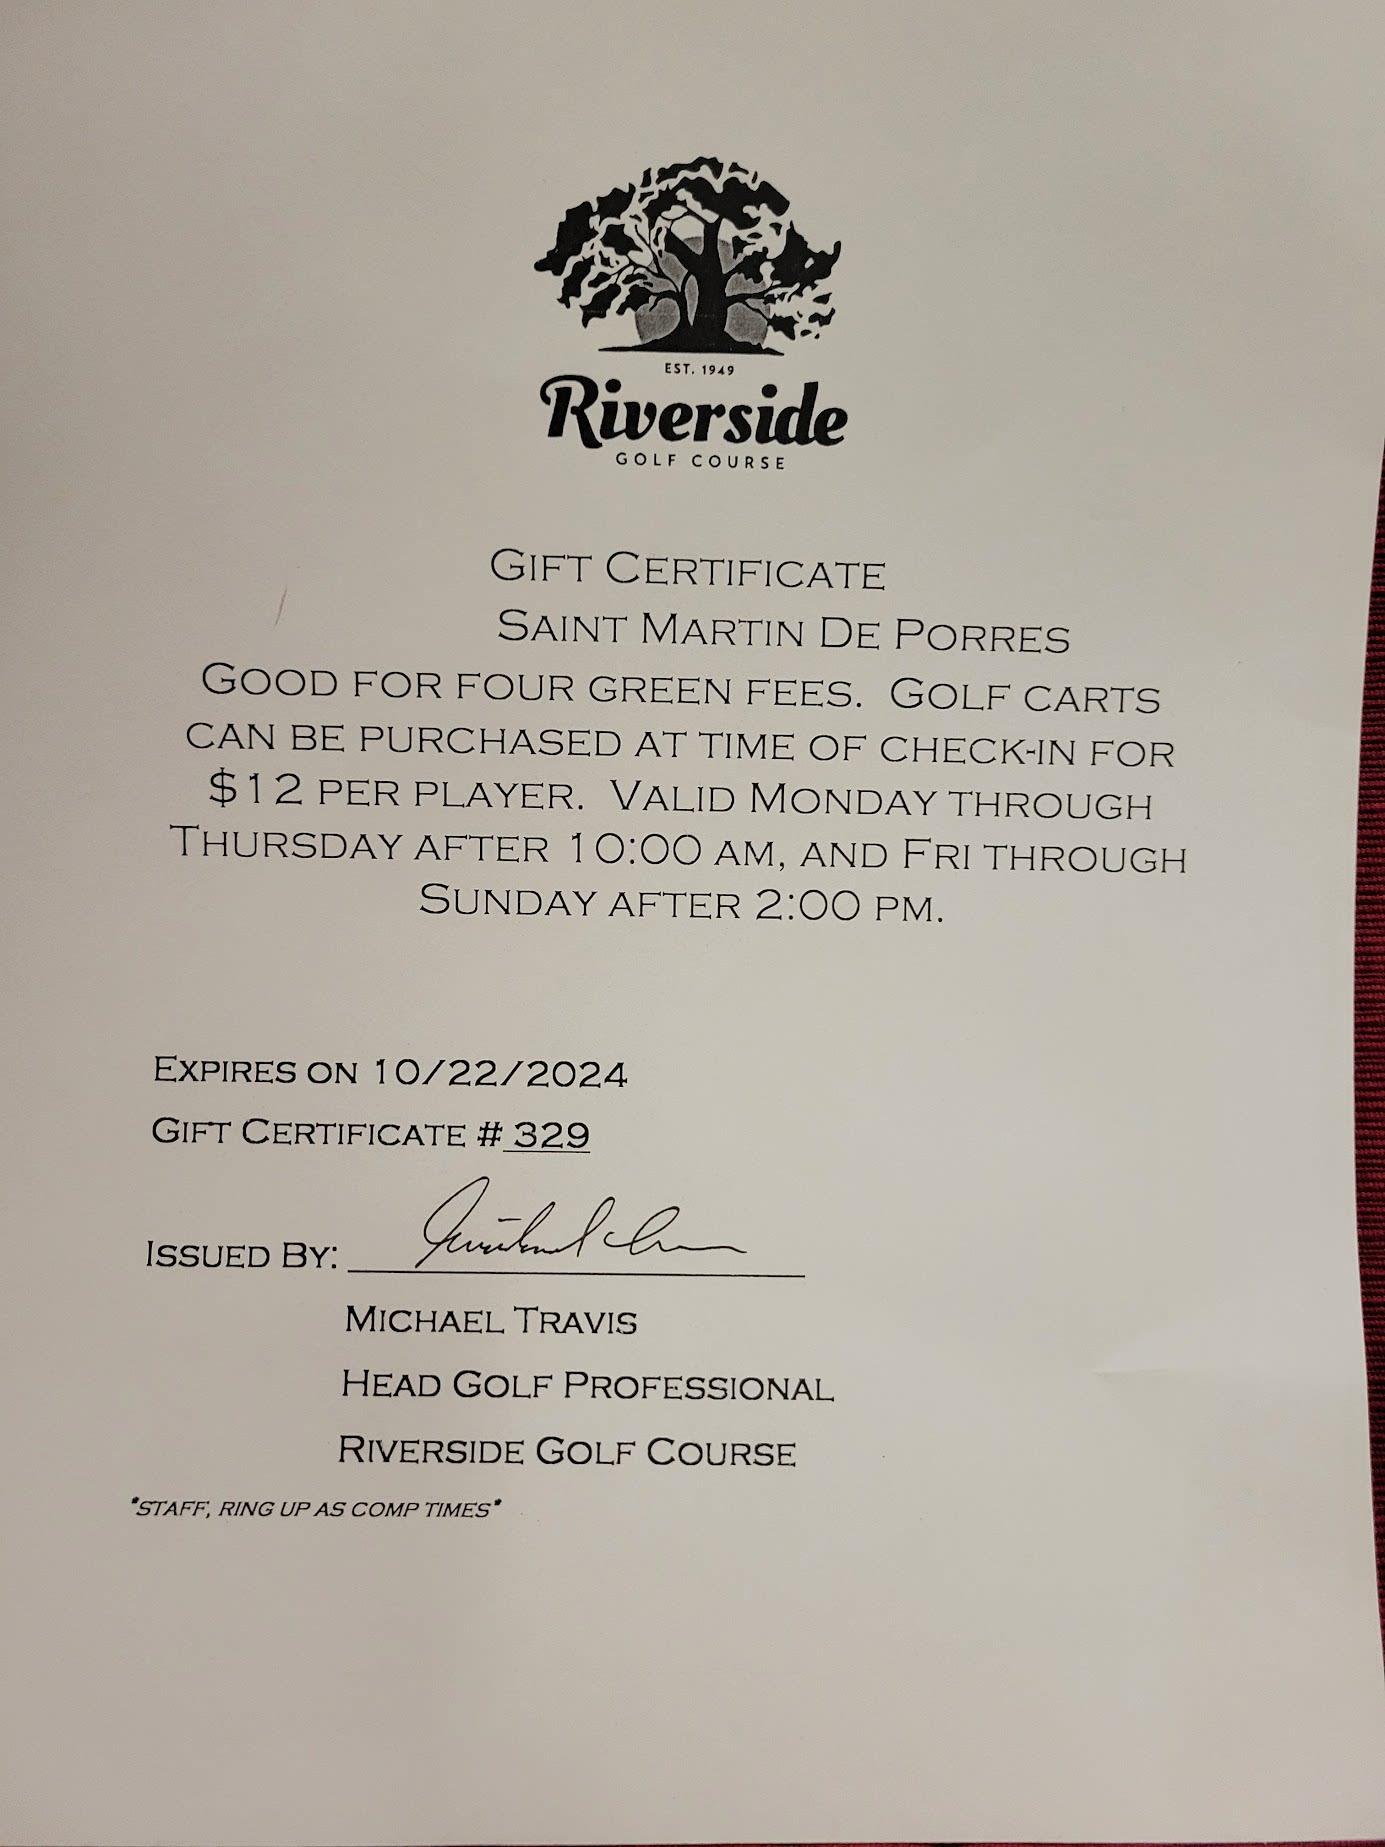 EST. 1949
Riverside
GOLF COURSE
GIFT CERTIFICATE
SAINT MARTIN DE PORRES
GOOD FOR FOUR GREEN FEES. GOLF CARTS
CAN BE PURCHASED AT TIME OF CHECK-IN FOR
$12 PER PLAYER. VALID MONDAY THROUGH
THURSDAY AFTER 10:00 AM, AND FRI THROUGH
SUNDAY AFTER 2:00 PM.
EXPIRES ON 10/22/2024
GIFT CERTIFICATE # 329
ISSUED BY:
MICHAEL TRAVIS
HEAD GOLF PROFESSIONAL
RIVERSIDE GOLF COURSE
*STAFF, RING UP AS COMP TIMES*